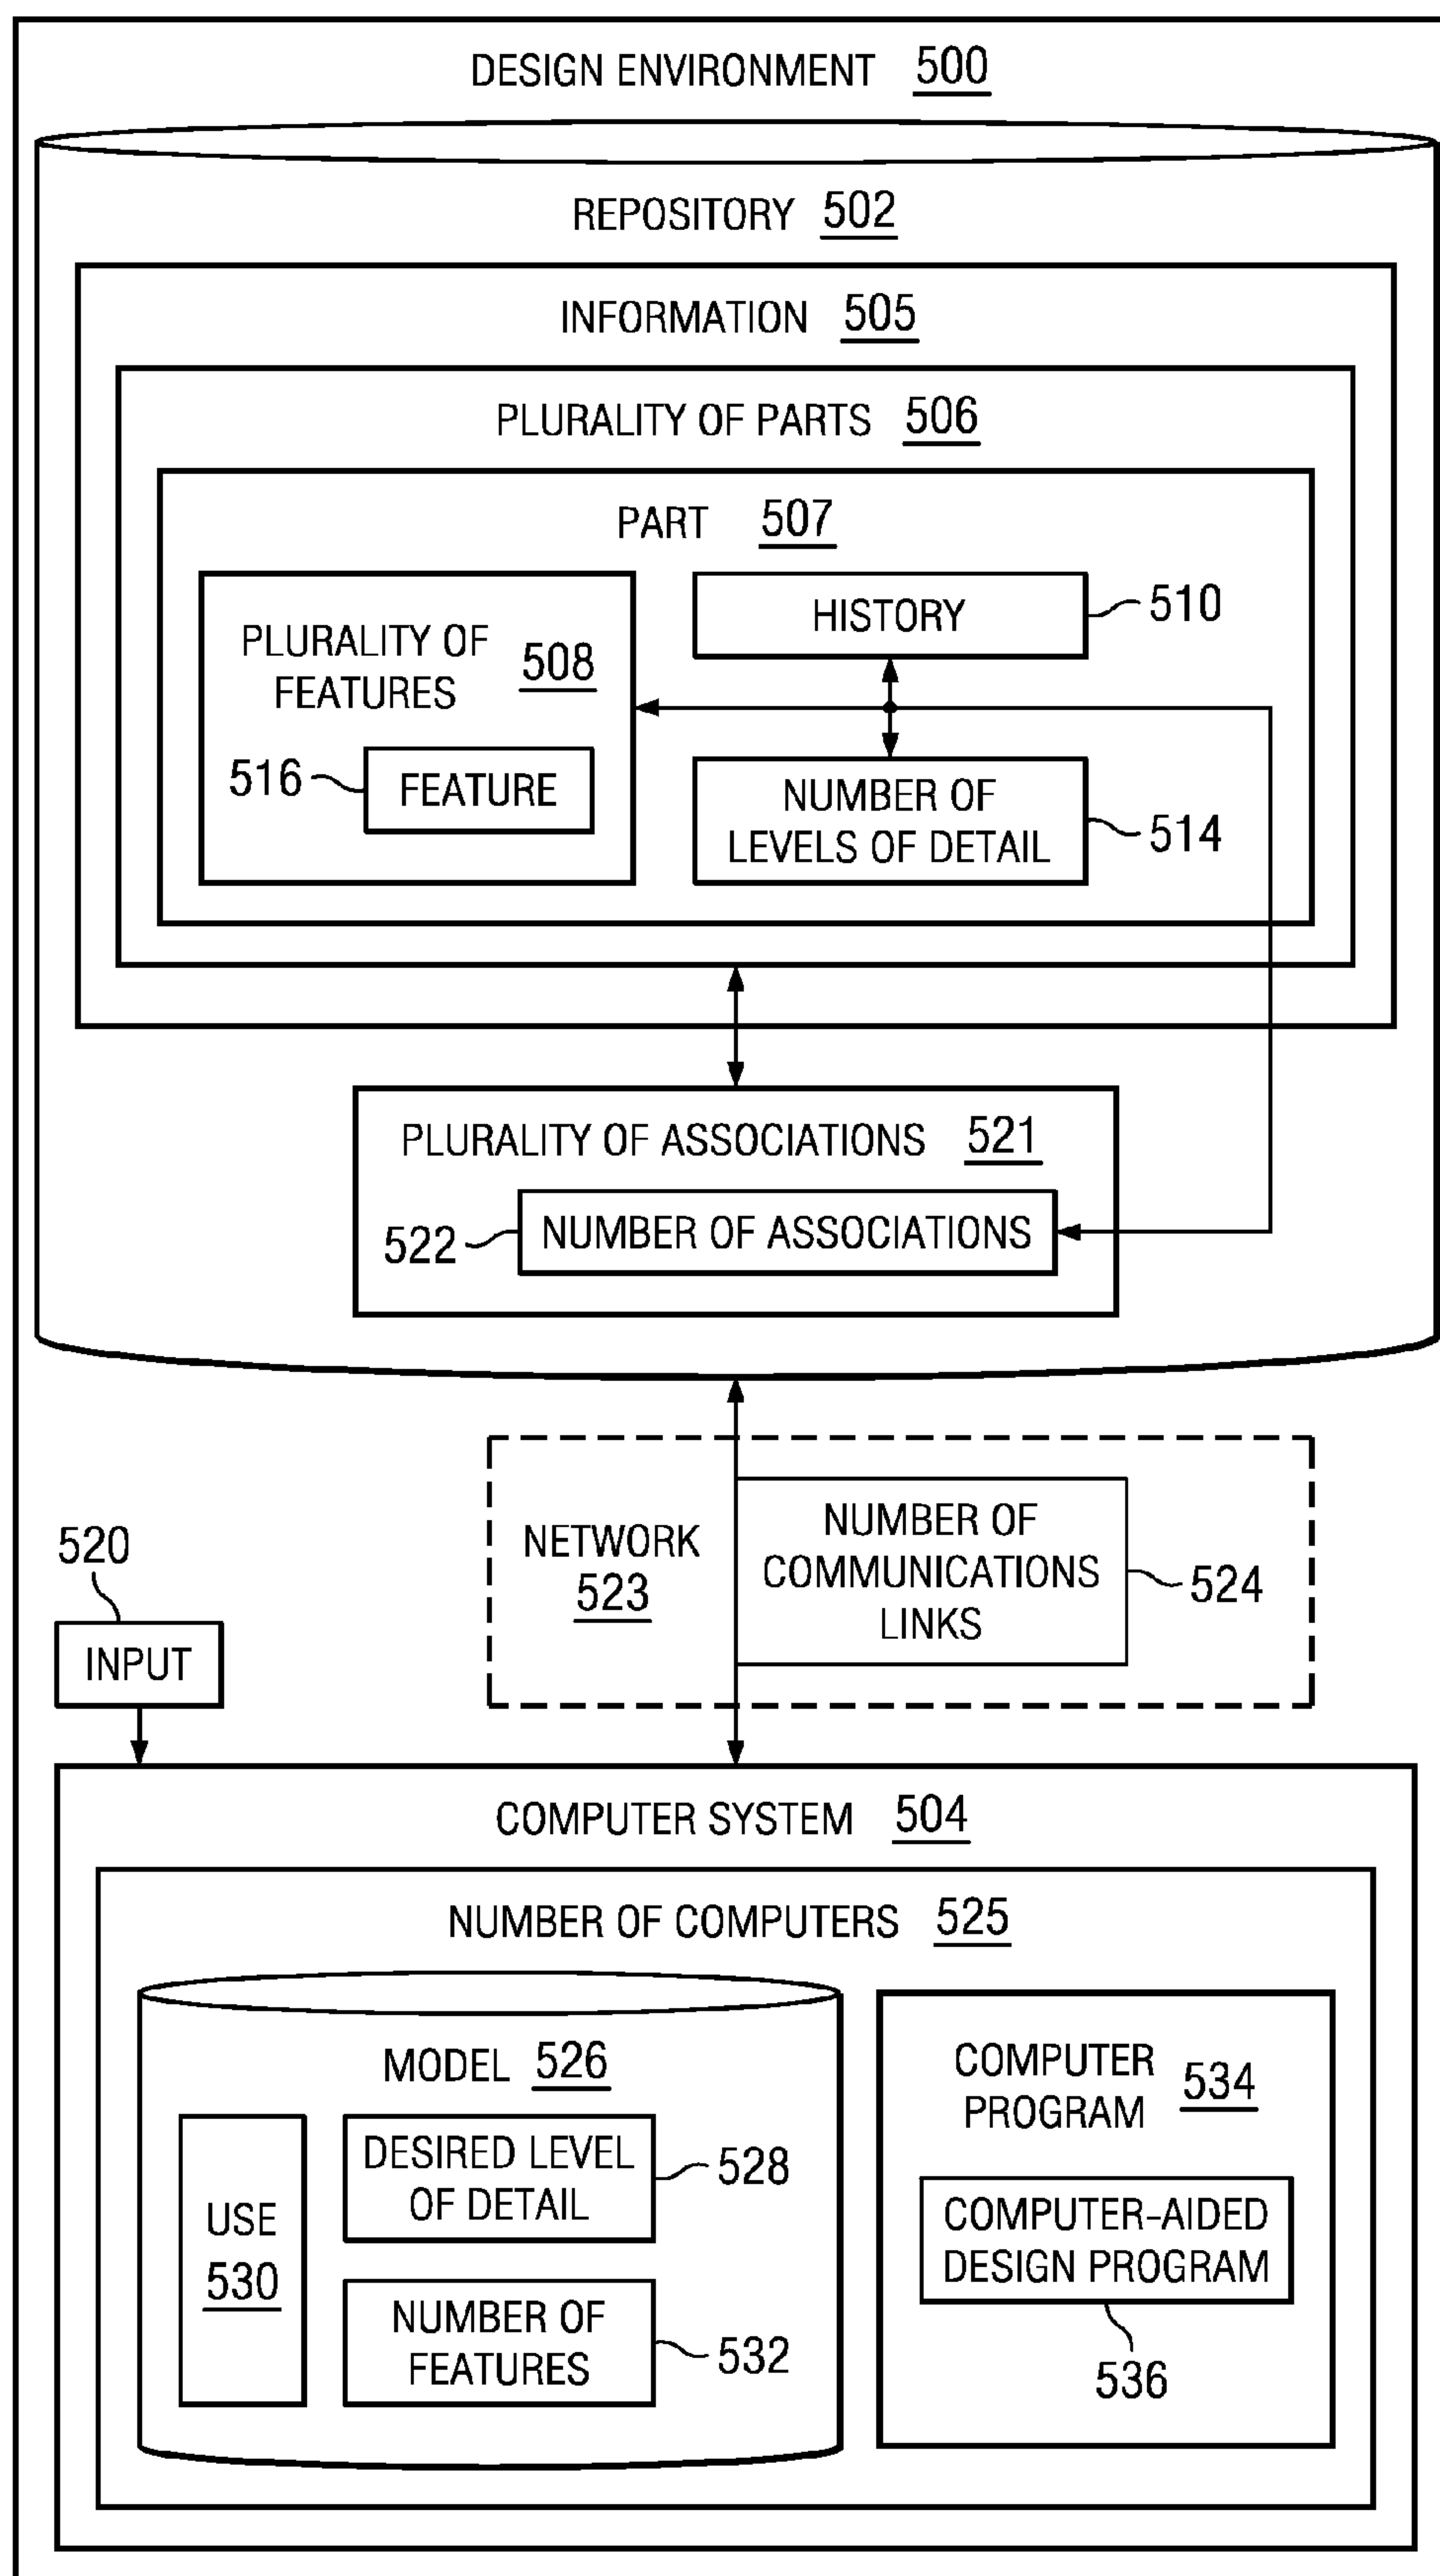 DESIGN ENVIRONMENT 500
REPOSITORY 502
INFORMATION 505
PLURALITY OF PARTS 506
PART 507
PLURALITY OF
FEATURES 508
516 FEATURE
HISTORY 510
NUMBER OF
LEVELS OF DETAIL 514
PLURALITY OF ASSOCIATIONS 521
522 NUMBER OF ASSOCIATIONS
NETWORK
523
NUMBER OF
COMMUNICATIONS
LINKS
524
520
INPUT
COMPUTER SYSTEM 504
NUMBER OF COMPUTERS 525
MODEL 526
USE
530
DESIRED LEVEL
OF DETAIL
528
NUMBER OF
FEATURES
532
COMPUTER
PROGRAM
534
COMPUTER-AIDED
DESIGN PROGRAM
536